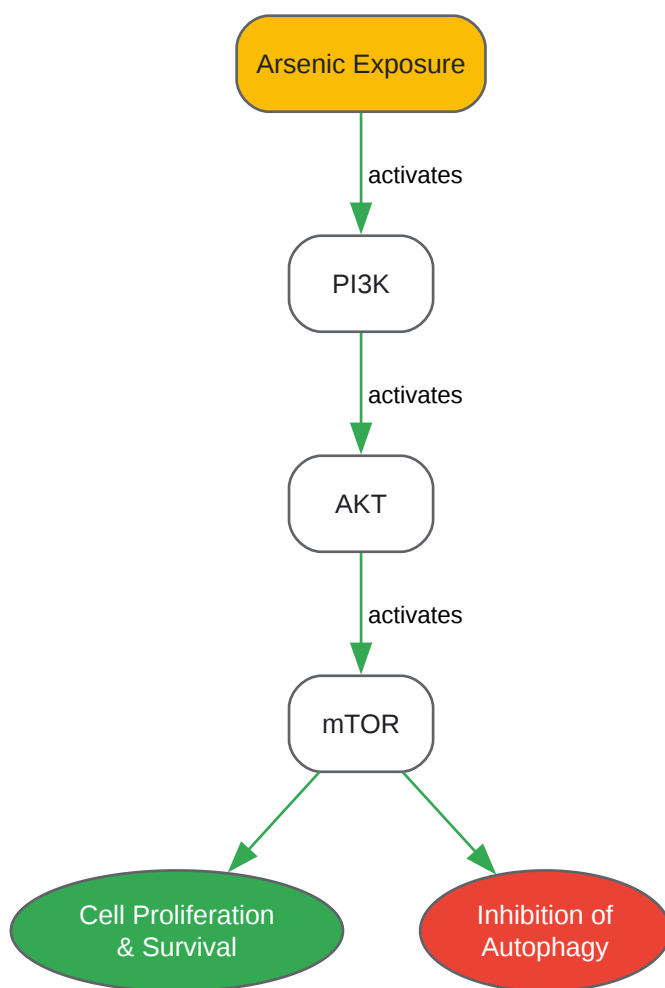 Arsenic Exposure
activates
PI3K
activates
AKT
activates
mTOR
Cell Proliferation
& Survival
Inhibition of
Autophagy